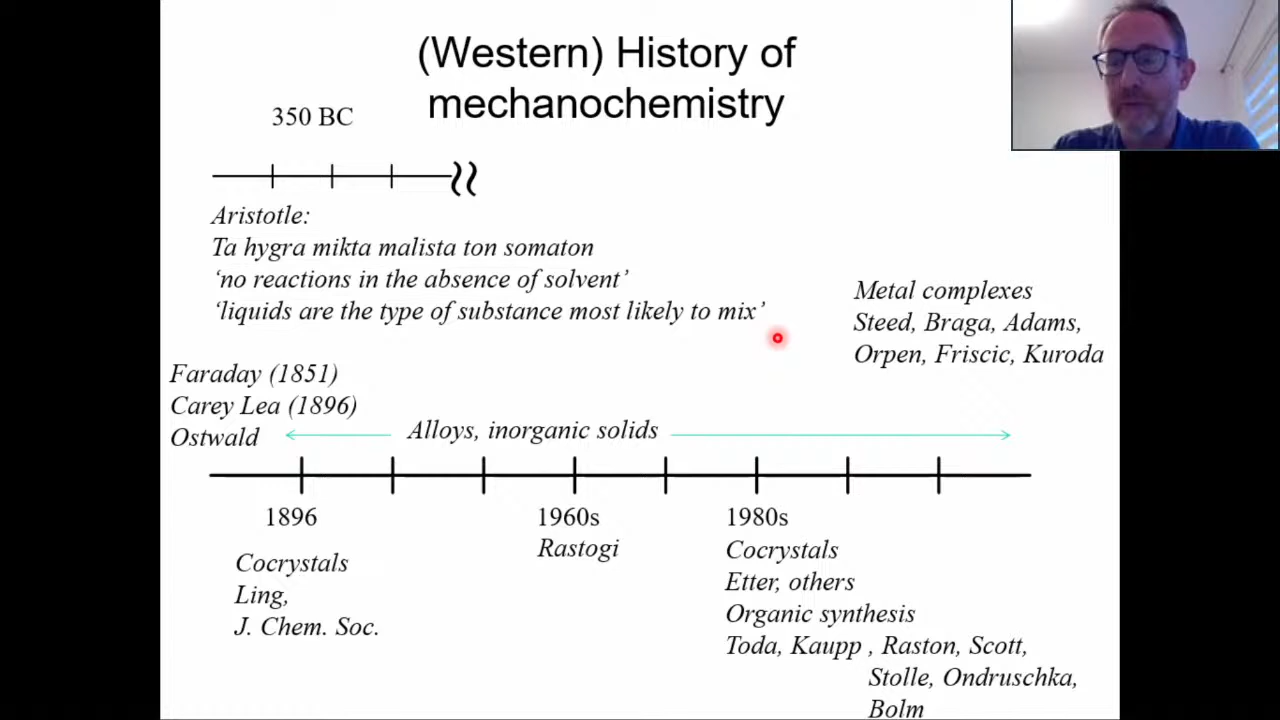 (Western) History of
mechanochemistry
350 BC
Aristotle:
Ta hygra mikta malista ton somaton
‘no reactions in the absence of solvent’
‘liquids are the type of substance most likely to mix’
Metal complexes
Steed, Braga, Adams,
Orpen, Friscic, Kuroda
Faraday (1851)
Carey Lea (1896)
Ostwald
Alloys, inorganic solids
1896
Cocrystals
Ling,
J. Chem. Soc.
1960s
Rastogi
1980s
Cocrystals
Etter, others
Organic synthesis
Toda, Kaupp , Raston, Scott,
Stolle, Ondruschka,
Bolm